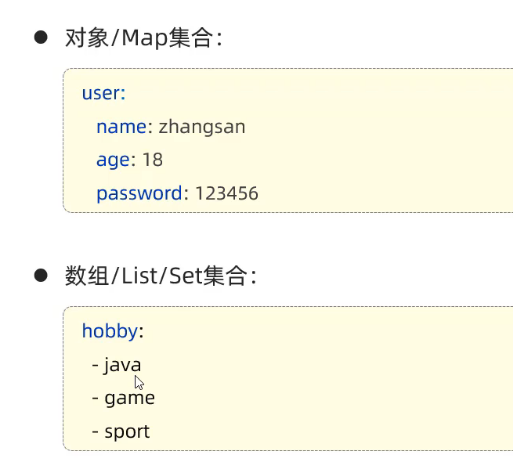 ● 对象/Map集合：
user:
name: zhangsan
age: 18
password: 123456
● 数组/List/Set集合：
hobby:
- java
- game
- sport